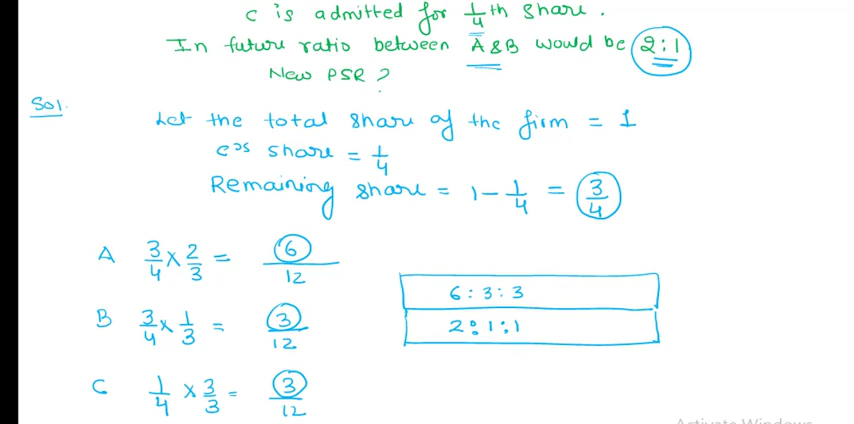 C is admitted for 1/4 th share.
In future ratio between A & B would be 2:1
New PSR?
Sol.
Let the total share of the firm = 1
C's share = 1/4
Remaining share = 1 - 1/4 = 3/4
A 3/4 x 2/3 = 6/12
6:3:3
B 3/4 x 1/3 = 3/12
2:1:1
C 1/4 x 3/3 = 3/12